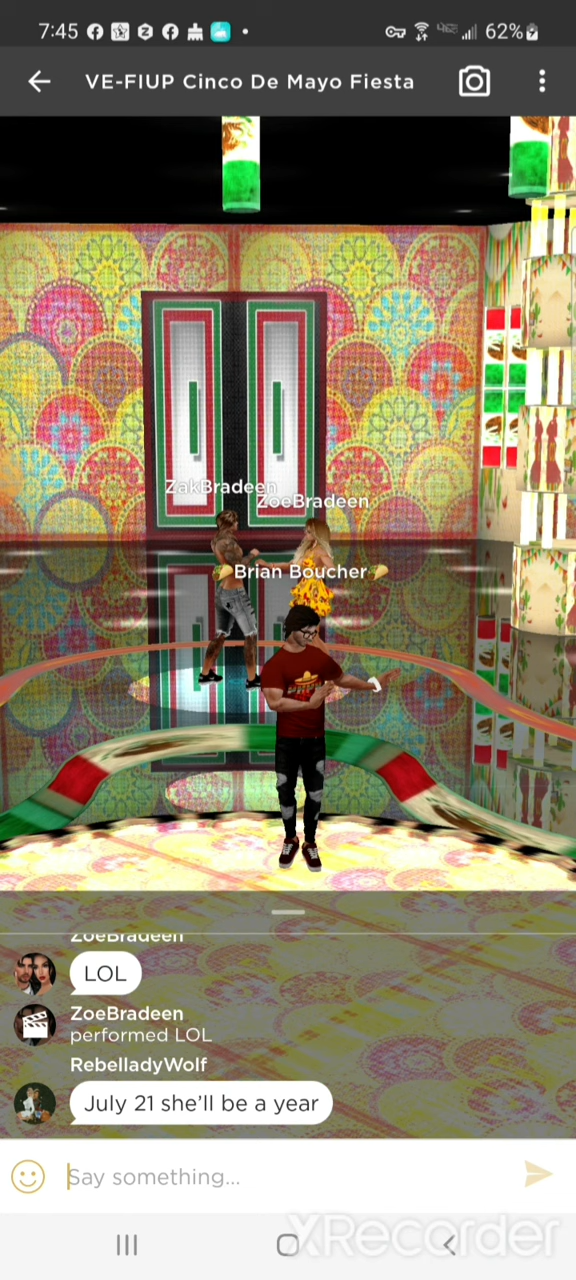 7:45
62%
VE-FIUP Cinco De Mayo Fiesta
ZakBradeen
ZoeBradeen
Brian Boucher
ZoeBradeen
LOL
ZoeBradeen
performed LOL
RebelladyWolf
July 21 she'll be a year
Say something...
XRecorder